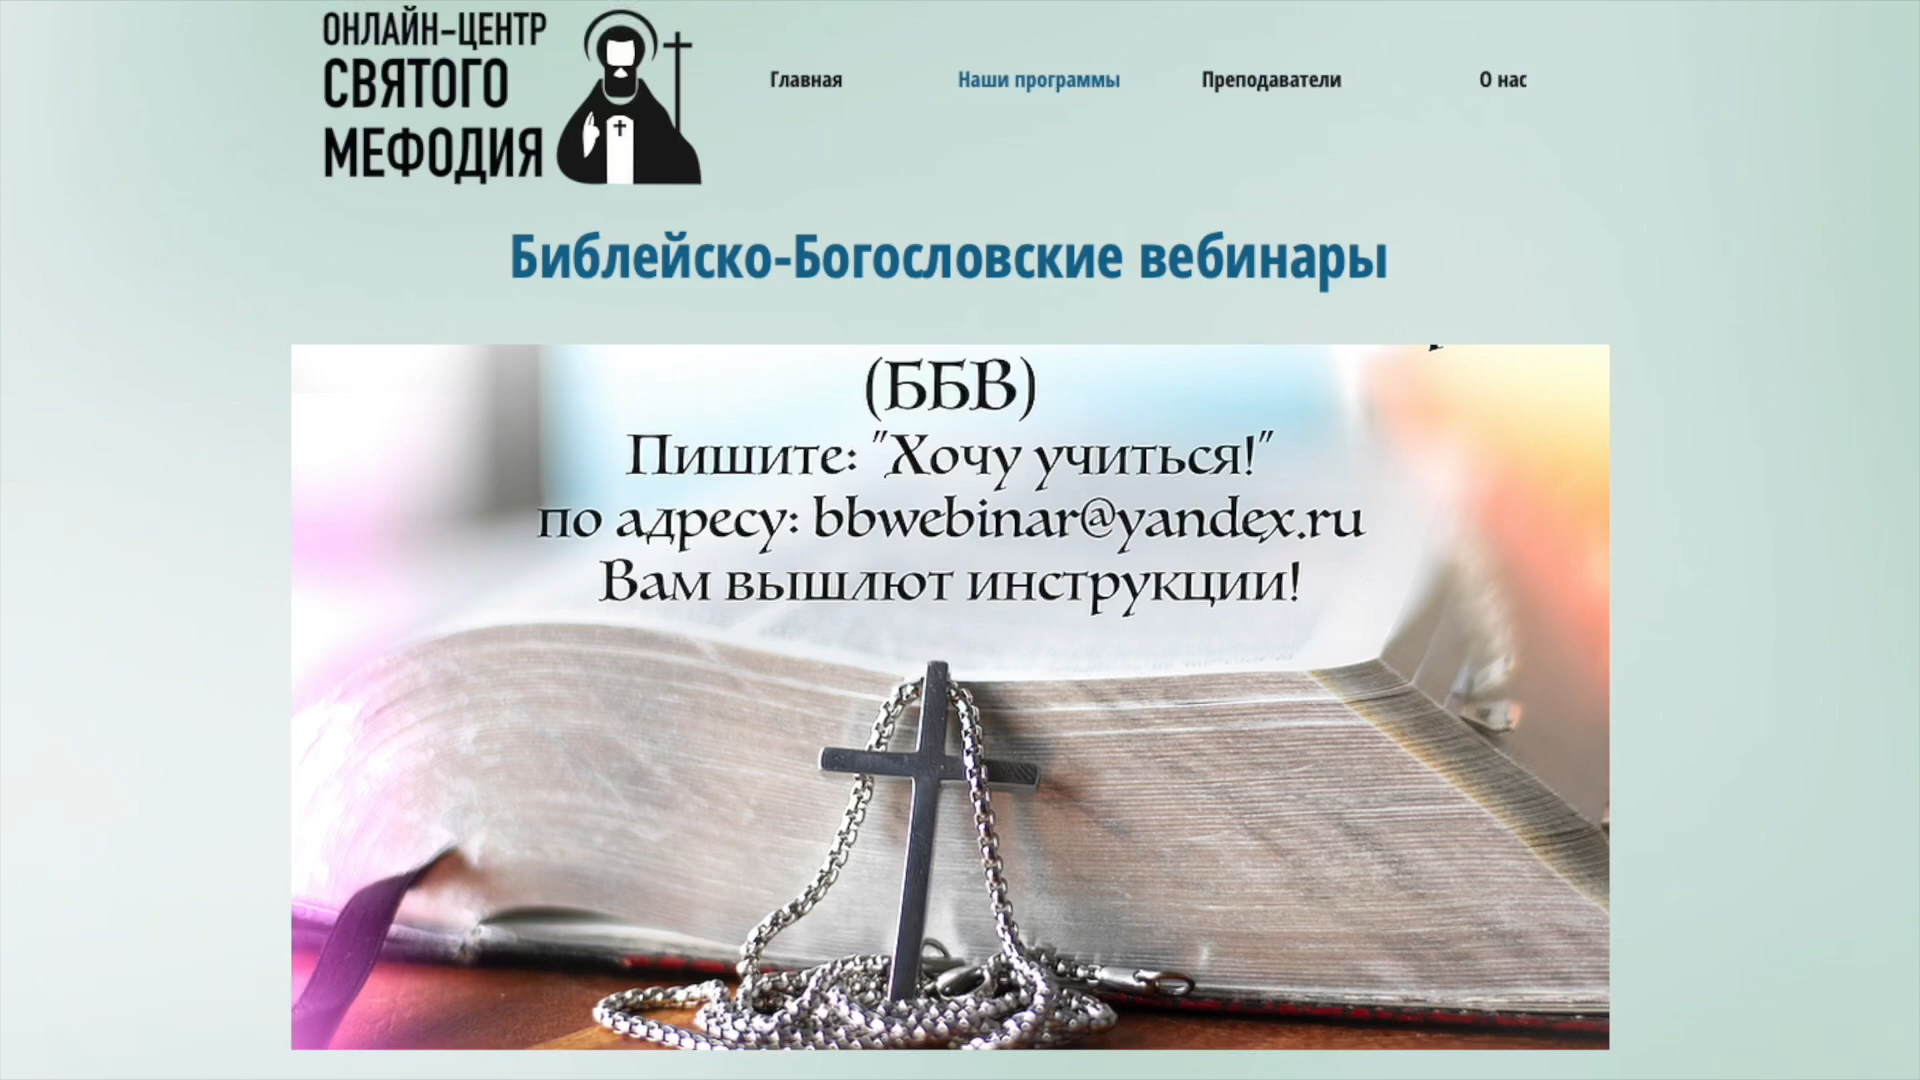 ОНЛАЙН-ЦЕНТР
СВЯТОГО
МЕФОДИЯ
Главная
Наши программы
Преподаватели
О нас
Библейско-Богословские вебинары
(ББВ)
Пишите: "Хочу учиться!"
по адресу: bbwebinar@yandex.ru
Вам вышлют инструкции!